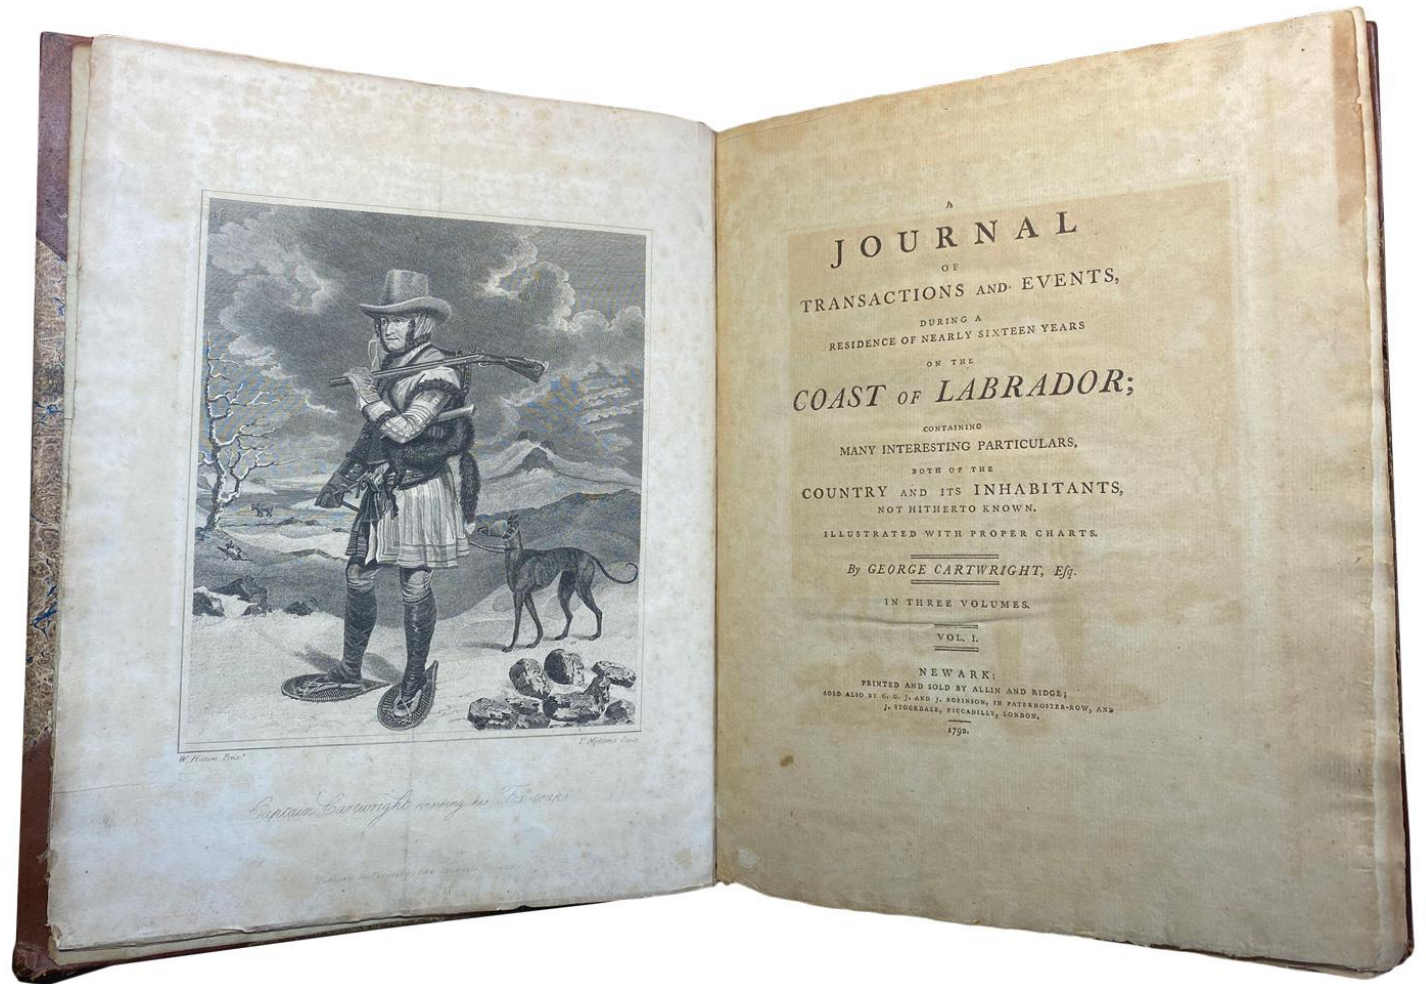 W. Hilton Pinx.t
Captain Cartwright visiting his Fox-traps
A
JOURNAL
OF
TRANSACTIONS AND EVENTS,
DURING A
RESIDENCE OF NEARLY SIXTEEN YEARS
ON THE
COAST OF LABRADOR;
CONTAINING
MANY INTERESTING PARTICULARS,
BOTH OF THE
COUNTRY AND ITS INHABITANTS,
NOT HITHERTO KNOWN.
ILLUSTRATED WITH PROPER CHARTS.
By GEORGE CARTWRIGHT, Eſq.
IN THREE VOLUMES.
VOL. I.
NEWARK:
PRINTED AND SOLD BY ALLIN AND RIDGE;
SOLD ALSO BY G. G. J. AND J. ROBINSON, IN PATERNOSTER-ROW, AND
J. STOCKDALE, PICCADILLY, LONDON.
1792.